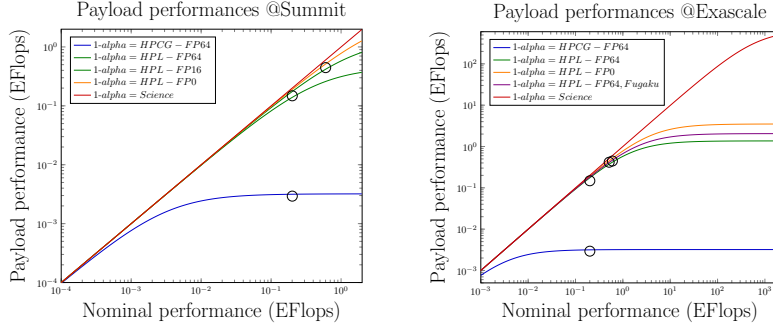 Payload performances @Summit
1-alpha = HPCG − FP64
1-alpha = HPL − FP64
1-alpha = HPL − FP16
1-alpha = HPL − FP0
1-alpha = Science
Payload performance (EFlops)
10^0
10^−1
10^−2
10^−3
10^−4
10^−4
10^−3
10^−2
10^−1
10^0
Nominal performance (EFlops)
Payload performances @Exascale
1-alpha = HPCG − FP64
1-alpha = HPL − FP64
1-alpha = HPL − FP0
1-alpha = HPL − FP64, Fugaku
1-alpha = Science
Payload performance (EFlops)
10^2
10^1
10^0
10^−1
10^−2
10^−3
10^−3
10^−2
10^−1
10^0
10^1
10^2
10^3
Nominal performance (EFlops)